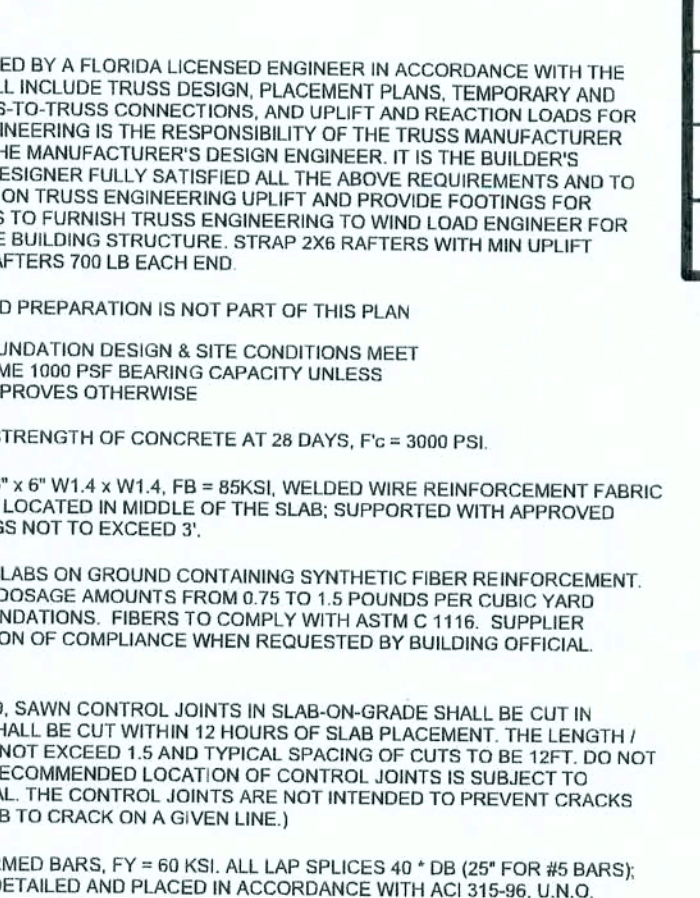 ED BY A FLORIDA LICENSED ENGINEER IN ACCORDANCE WITH THE
LL INCLUDE TRUSS DESIGN, PLACEMENT PLANS, TEMPORARY AND
S-TO-TRUSS CONNECTIONS, AND UPLIFT AND REACTION LOADS FOR
INEERING IS THE RESPONSIBILITY OF THE TRUSS MANUFACTURER
HE MANUFACTURER'S DESIGN ENGINEER. IT IS THE BUILDER'S
ESIGNER FULLY SATISFIED ALL THE ABOVE REQUIREMENTS AND TO
ON TRUSS ENGINEERING UPLIFT AND PROVIDE FOOTINGS FOR
S TO FURNISH TRUSS ENGINEERING TO WIND LOAD ENGINEER FOR
E BUILDING STRUCTURE. STRAP 2X6 RAFTERS WITH MIN UPLIFT
AFTERS 700 LB EACH END.
D PREPARATION IS NOT PART OF THIS PLAN
UNDATION DESIGN & SITE CONDITIONS MEET
ME 1000 PSF BEARING CAPACITY UNLESS
PROVES OTHERWISE
STRENGTH OF CONCRETE AT 28 DAYS, F'c = 3000 PSI.
" x 6" W1.4 x W1.4, FB = 85KSI, WELDED WIRE REINFORCEMENT FABRIC
LOCATED IN MIDDLE OF THE SLAB; SUPPORTED WITH APPROVED
GS NOT TO EXCEED 3'.
LABS ON GROUND CONTAINING SYNTHETIC FIBER REINFORCEMENT.
DOSAGE AMOUNTS FROM 0.75 TO 1.5 POUNDS PER CUBIC YARD
NDATIONS. FIBERS TO COMPLY WITH ASTM C 1116. SUPPLIER
ON OF COMPLIANCE WHEN REQUESTED BY BUILDING OFFICIAL.
, SAWN CONTROL JOINTS IN SLAB-ON-GRADE SHALL BE CUT IN
HALL BE CUT WITHIN 12 HOURS OF SLAB PLACEMENT. THE LENGTH /
NOT EXCEED 1.5 AND TYPICAL SPACING OF CUTS TO BE 12FT. DO NOT
ECOMMENDED LOCATION OF CONTROL JOINTS IS SUBJECT TO
AL. THE CONTROL JOINTS ARE NOT INTENDED TO PREVENT CRACKS
B TO CRACK ON A GIVEN LINE.)
RMED BARS, FY = 60 KSI. ALL LAP SPLICES 40 * DB (25" FOR #5 BARS);
DETAILED AND PLACED IN ACCORDANCE WITH ACI 315-96, U.N.O.